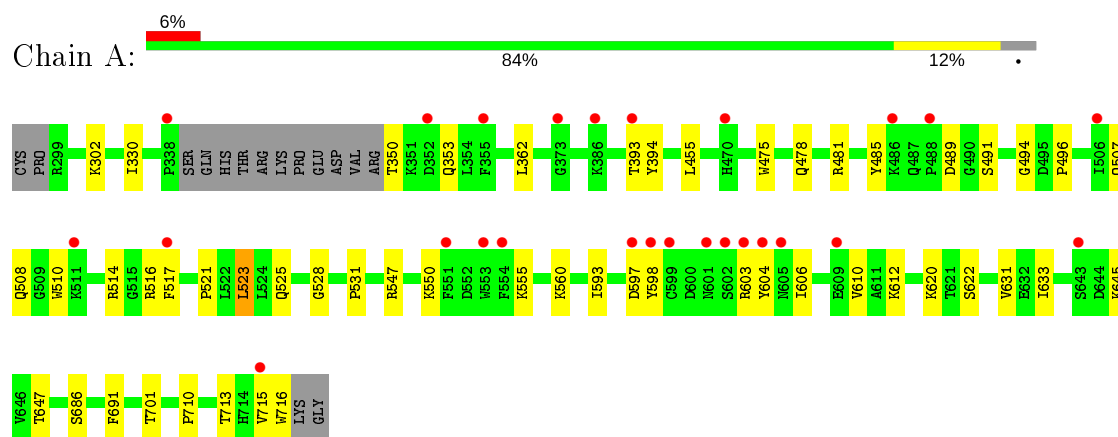 6%
Chain A:
84% 12% •
CYS PRO R299 K302 I330 P338 SER GLN HIS THR ARG LYS PRO GLU ASP VAL ARG T350 K351 D352 Q353 L354 F355 L362 G373 K386 T393 Y394 L455 H470 W475 Q478 R481 Y485 K486 Q487 P488 D489 G490 S491 G494 D495 P496 I506 Q507
Q508 G509 W510 K511 R514 G515 R516 F517 P521 L522 L523 L524 Q525 G528 P531 R547 K550 F551 D552 W553 F554 K555 K560 I593 D597 Y598 C599 D600 N601 S602 R603 Y604 N605 I606 E609 V610 A611 K612 K620 T621 S622 V631 E632 I633 S643 D644 K645
V646 T647 S686 F691 T701 P710 T713 H714 V715 W716 LYS GLY